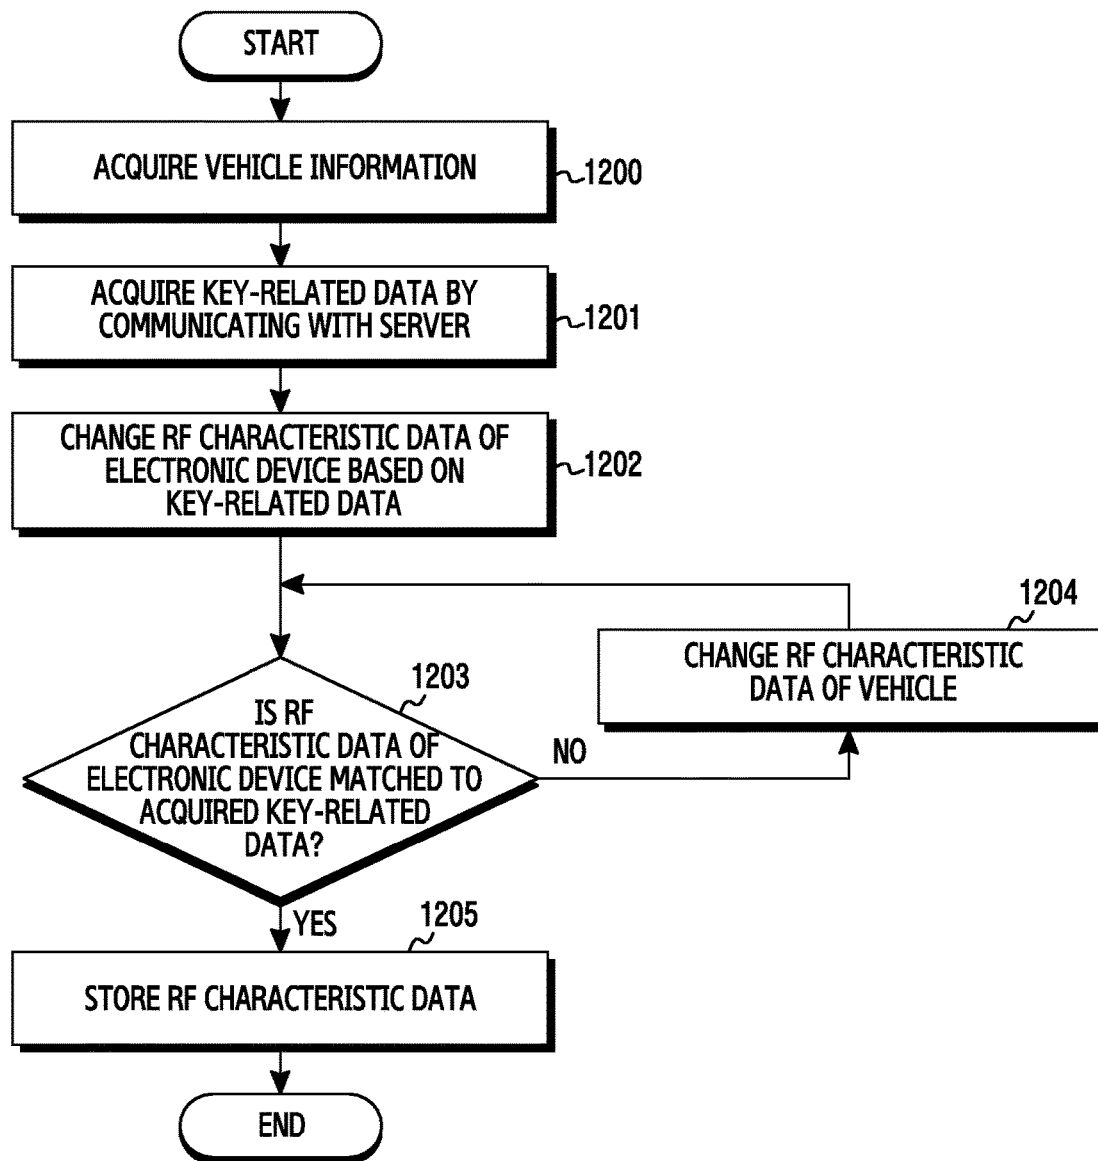 START
ACQUIRE VEHICLE INFORMATION
1200
ACQUIRE KEY-RELATED DATA BY
COMMUNICATING WITH SERVER
1201
CHANGE RF CHARACTERISTIC DATA OF
ELECTRONIC DEVICE BASED ON
KEY-RELATED DATA
1202
1204
CHANGE RF CHARACTERISTIC
DATA OF VEHICLE
1203
IS RF
CHARACTERISTIC DATA OF
ELECTRONIC DEVICE MATCHED TO
ACQUIRED KEY-RELATED
DATA?
NO
YES
1205
STORE RF CHARACTERISTIC DATA
END